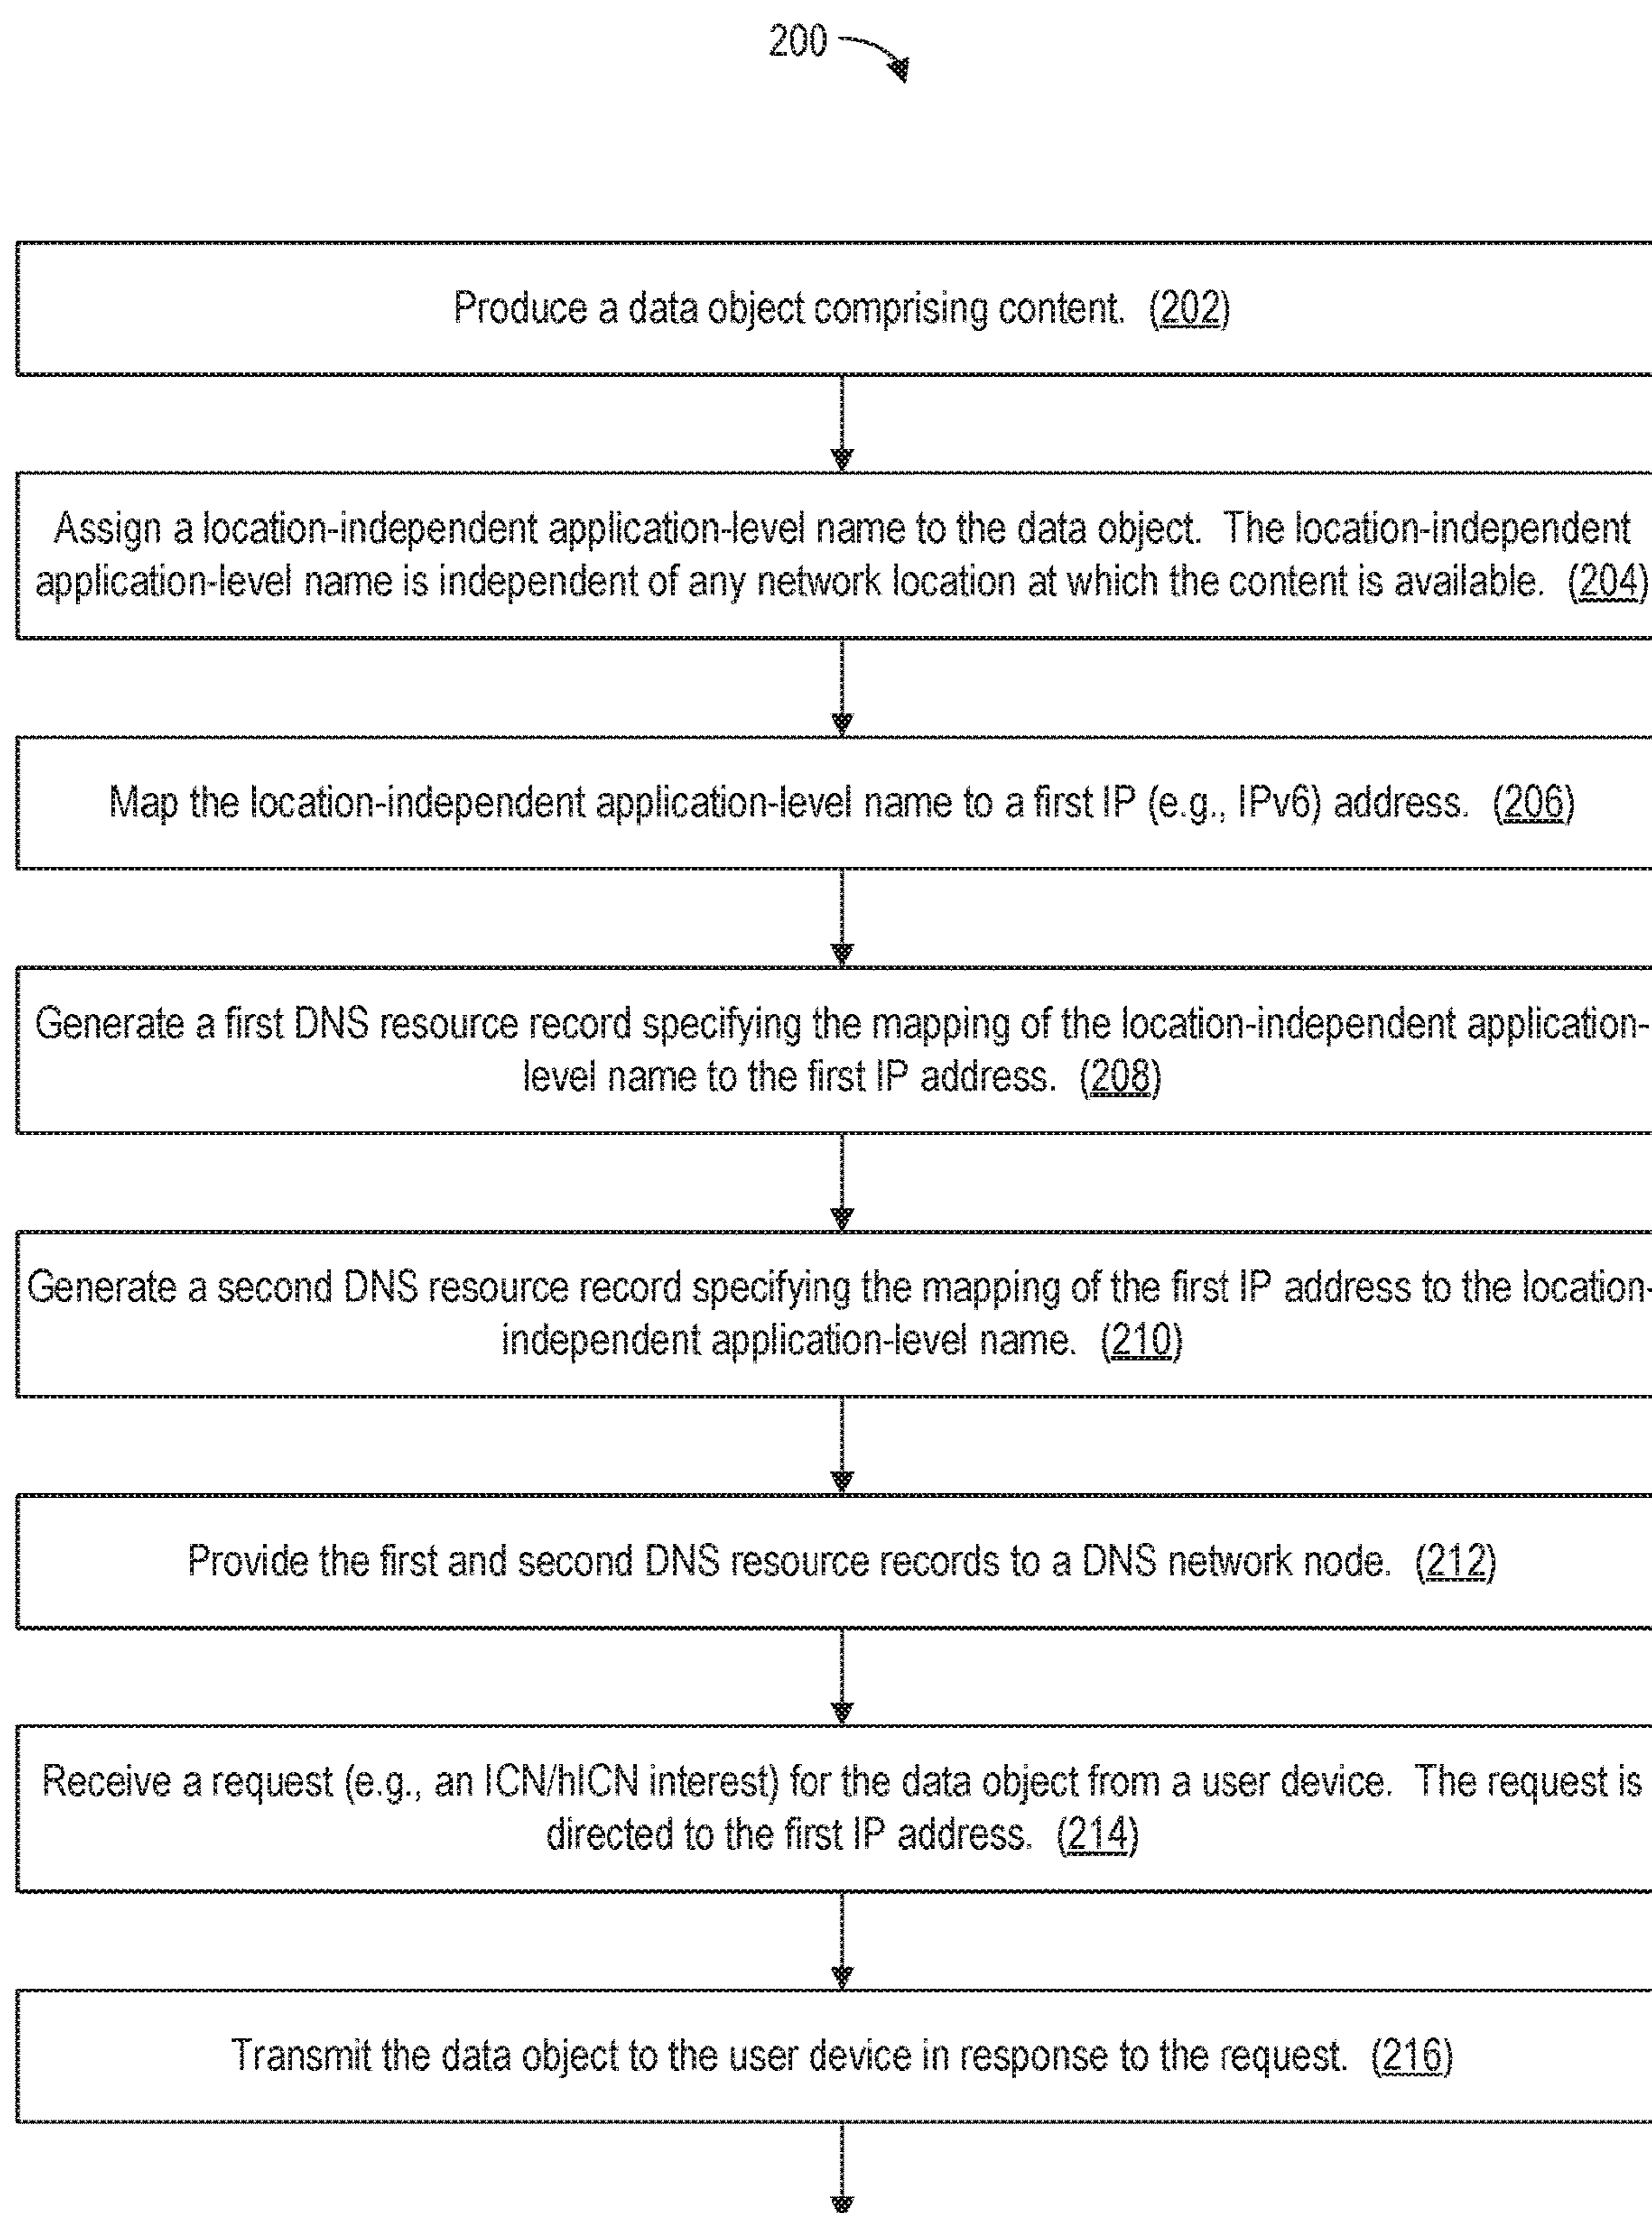 200
Produce a data object comprising content. (202)
Assign a location-independent application-level name to the data object. The location-independent
application-level name is independent of any network location at which the content is available. (204)
Map the location-independent application-level name to a first IP (e.g., IPv6) address. (206)
Generate a first DNS resource record specifying the mapping of the location-independent application-
level name to the first IP address. (208)
Generate a second DNS resource record specifying the mapping of the first IP address to the location-
independent application-level name. (210)
Provide the first and second DNS resource records to a DNS network node. (212)
Receive a request (e.g., an ICN/hICN interest) for the data object from a user device. The request is
directed to the first IP address. (214)
Transmit the data object to the user device in response to the request. (216)